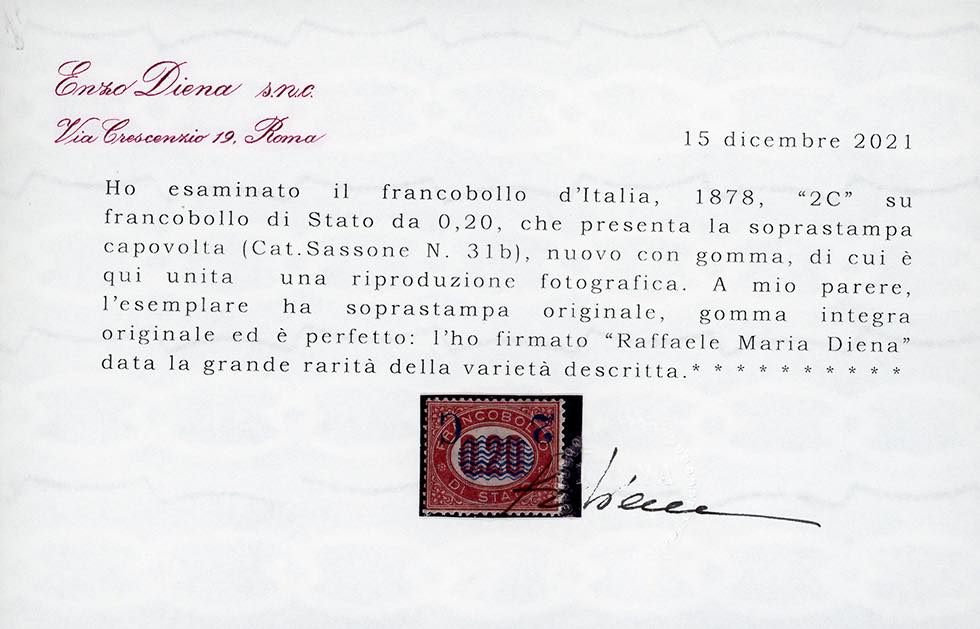 Enzo Diena s.n.c.
Via Crescenzio 19, Roma
15 dicembre 2021
Ho esaminato il francobollo d'Italia, 1878, “2C” su
francobollo di Stato da 0,20, che presenta la soprastampa
capovolta (Cat.Sassone N. 31b), nuovo con gomma, di cui è
qui unita una riproduzione fotografica. A mio parere,
l'esemplare ha soprastampa originale, gomma integra
originale ed è perfetto: l'ho firmato “Raffaele Maria Diena”
data la grande rarità della varietà descritta.* * * * * * * * * *
2 C
FRANCOBOLLO
0,20
DI STA
Diena